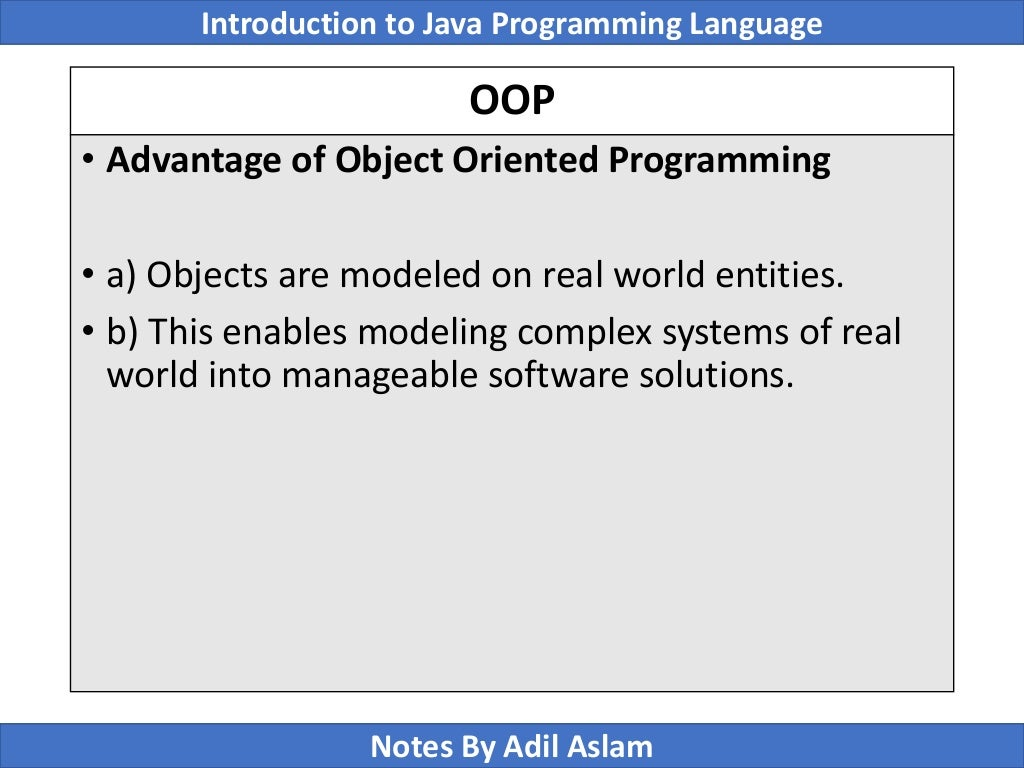 Introduction to Java Programming Language
OOP
• Advantage of Object Oriented Programming
• a) Objects are modeled on real world entities.
• b) This enables modeling complex systems of real
world into manageable software solutions.
Notes By Adil Aslam